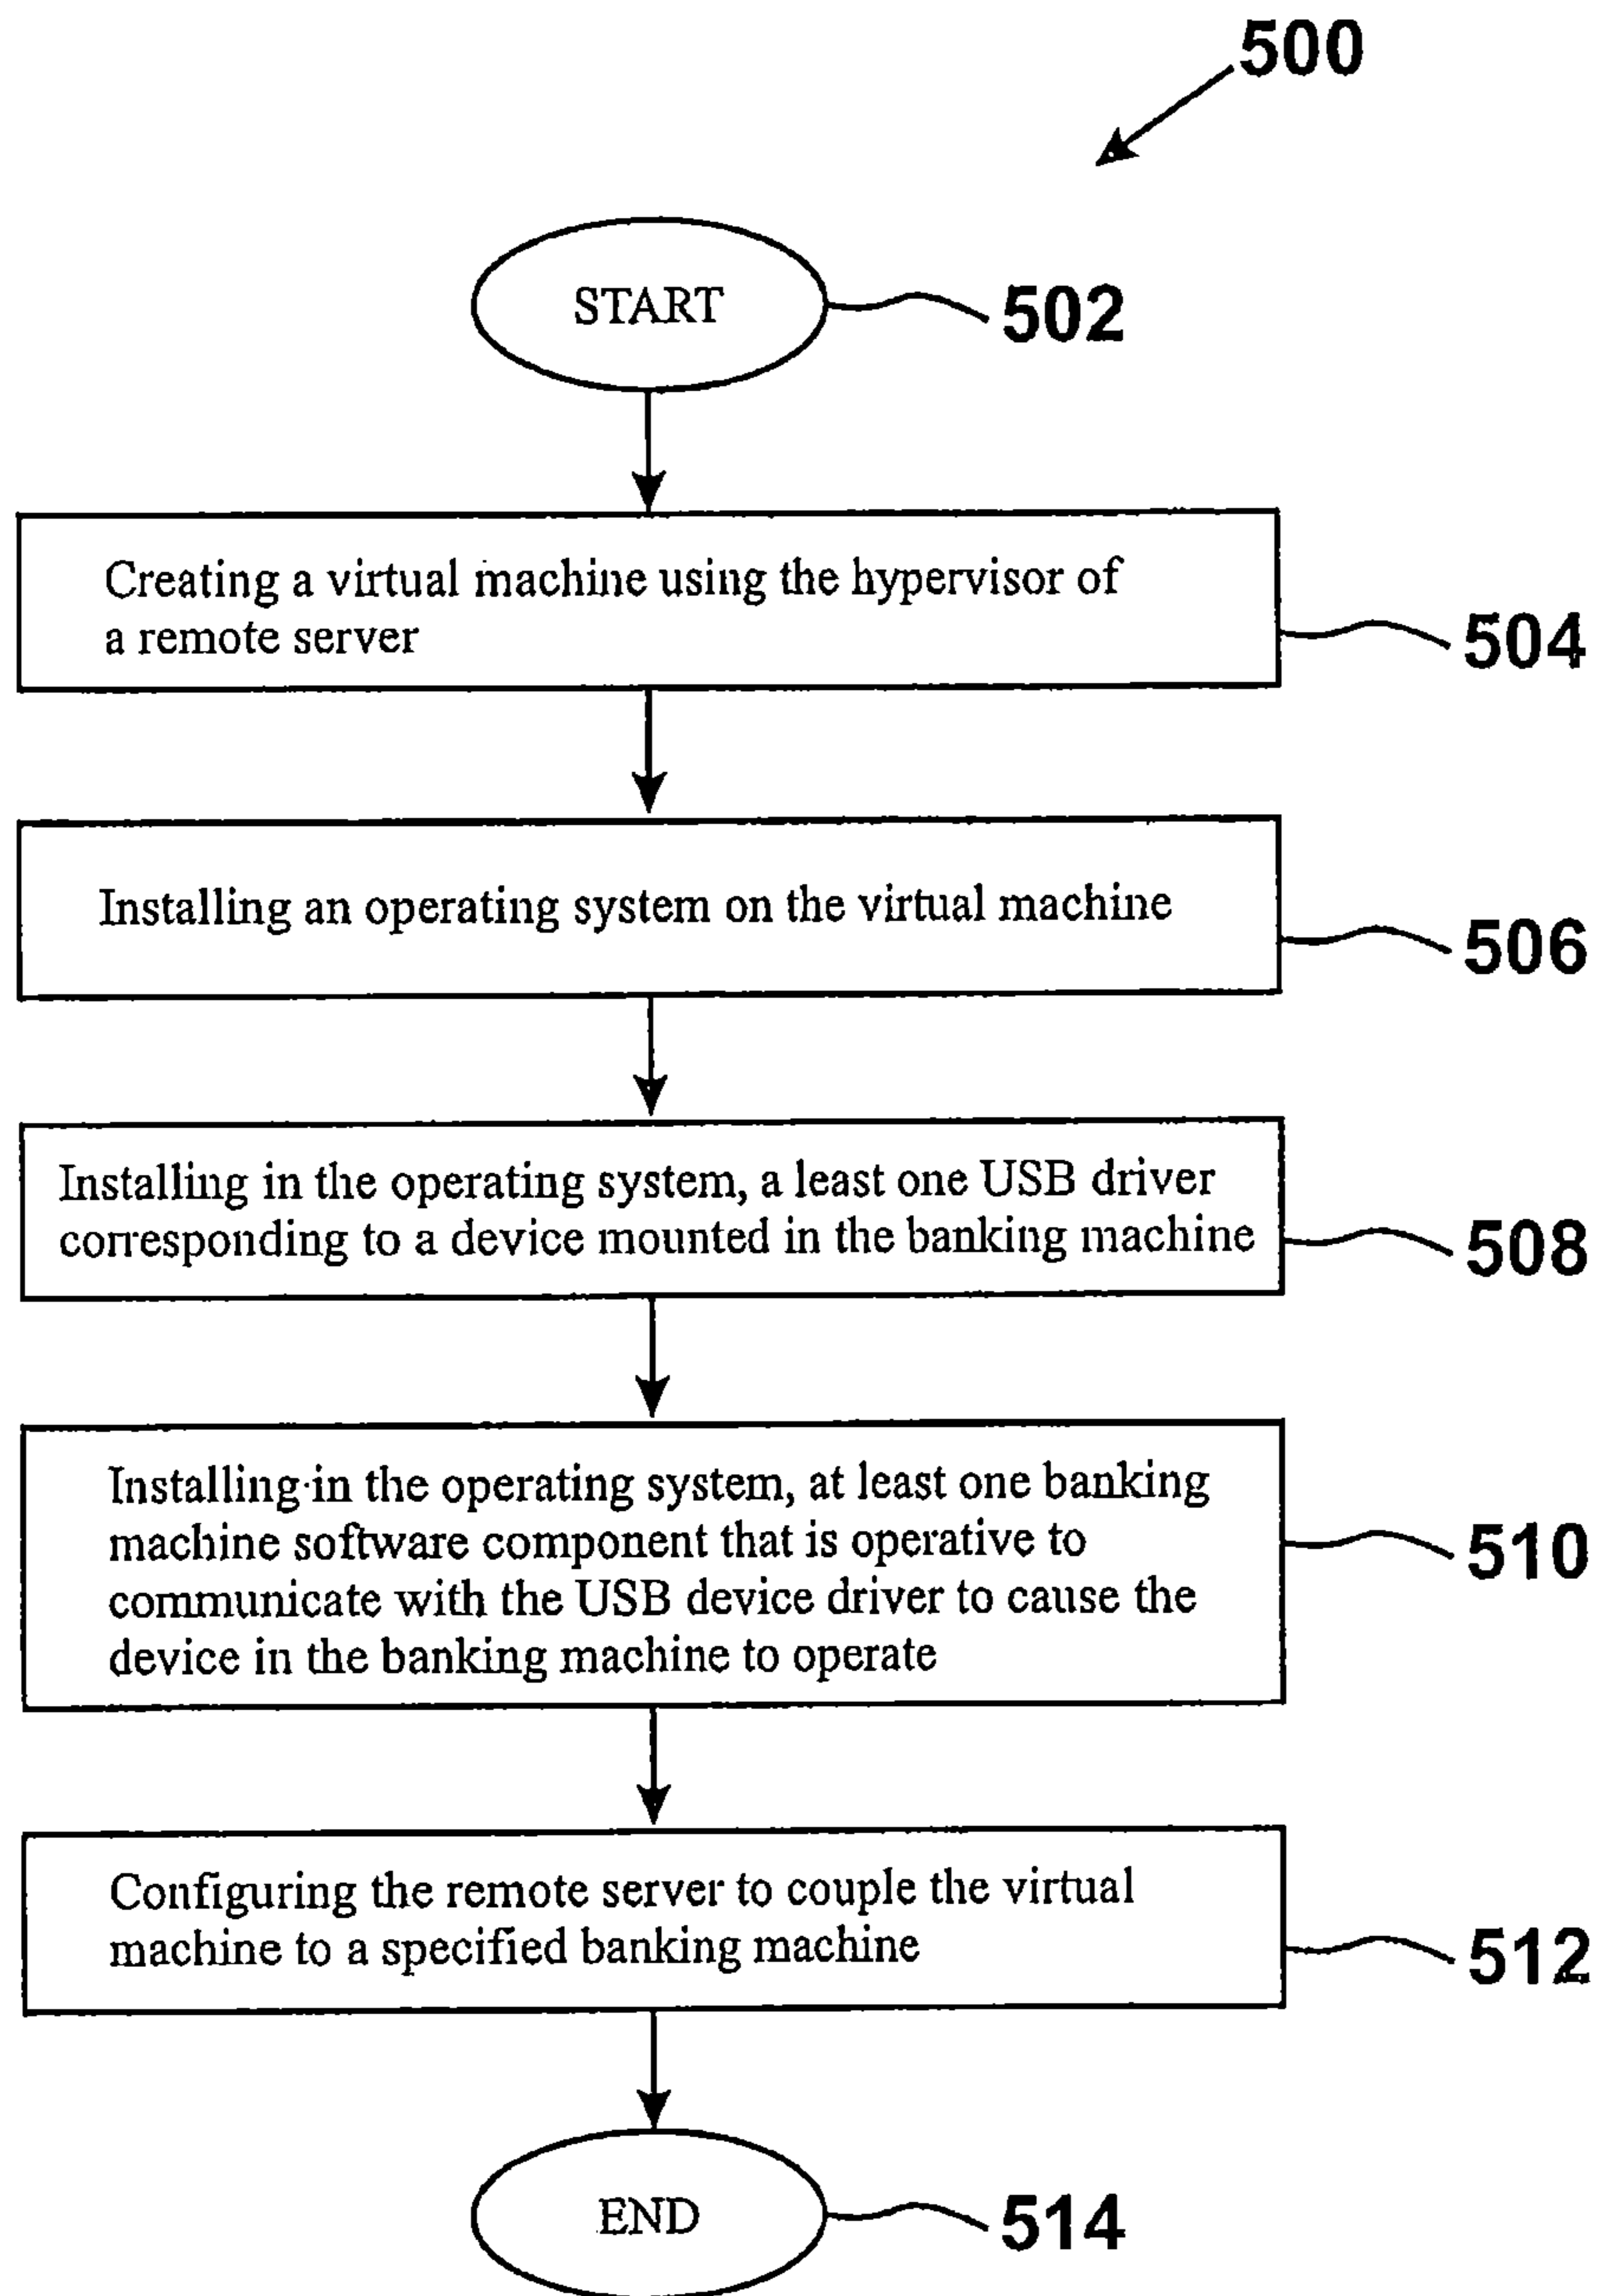 500
START
502
Creating a virtual machine using the hypervisor of
a remote server
504
Installing an operating system on the virtual machine
506
Installing in the operating system, a least one USB driver
corresponding to a device mounted in the banking machine
508
Installing in the operating system, at least one banking
machine software component that is operative to
communicate with the USB device driver to cause the
device in the banking machine to operate
510
Configuring the remote server to couple the virtual
machine to a specified banking machine
512
END
514